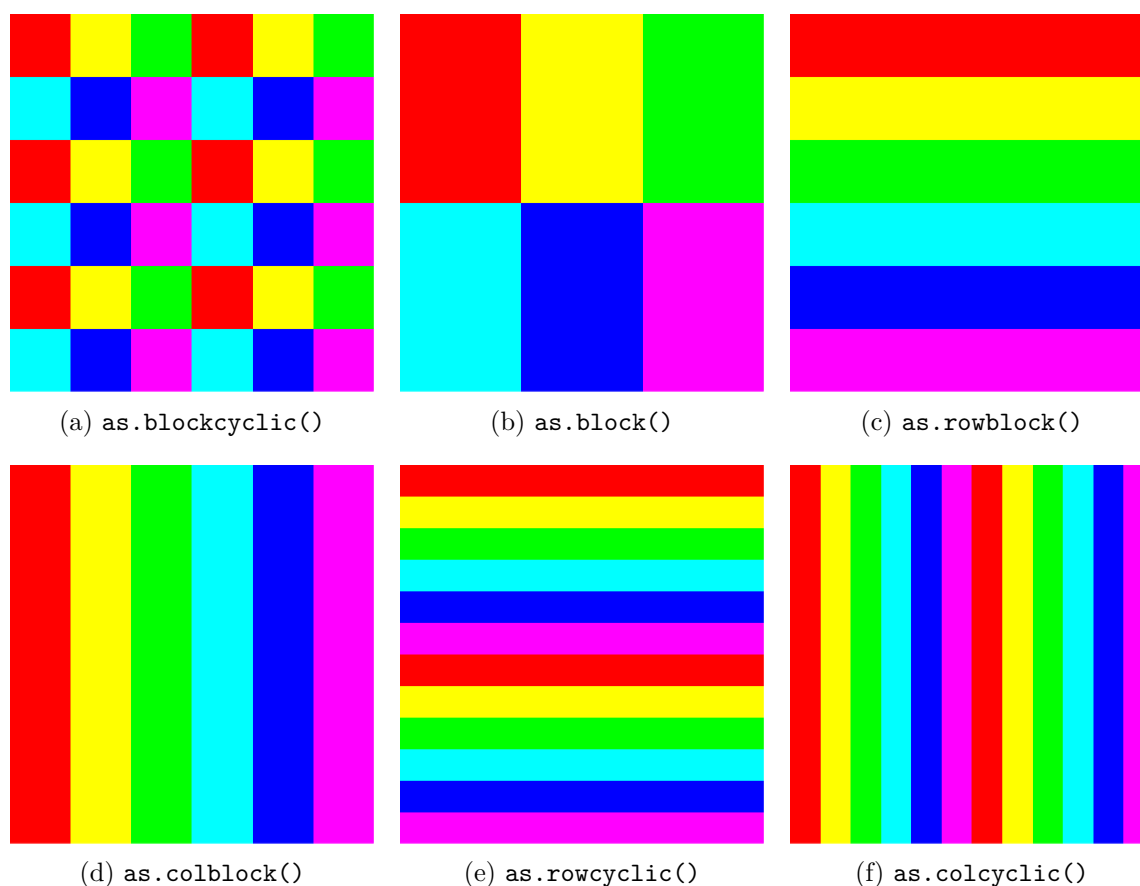 (a) as.blockcyclic()
(b) as.block()
(c) as.rowblock()
(d) as.colblock()
(e) as.rowcyclic()
(f) as.colcyclic()